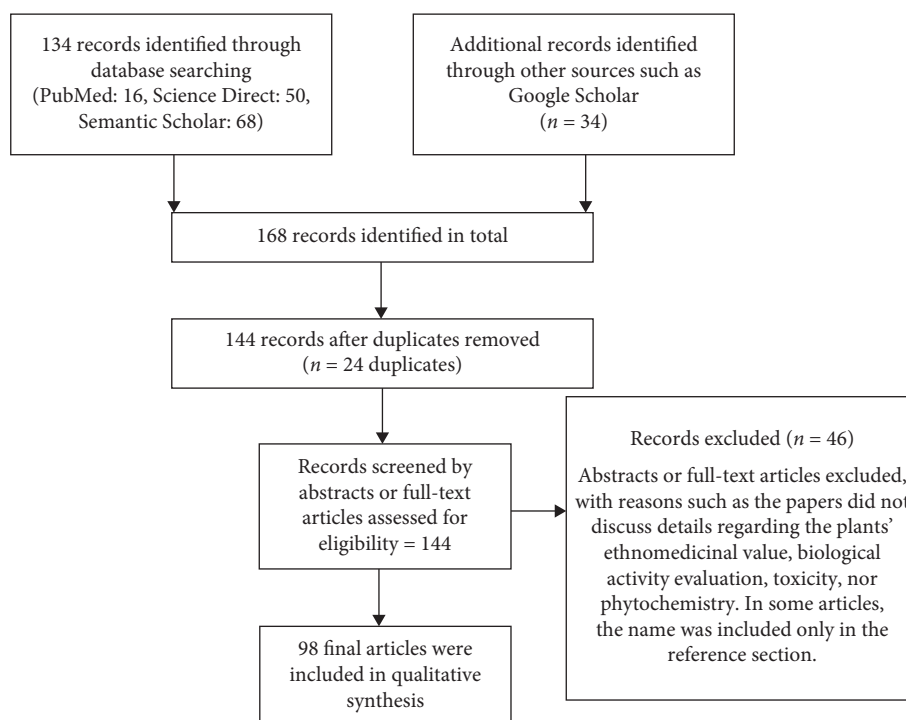 134 records identified through
database searching
(PubMed: 16, Science Direct: 50,
Semantic Scholar: 68)
Additional records identified
through other sources such as
Google Scholar
(n = 34)
168 records identified in total
144 records after duplicates removed
(n = 24 duplicates)
Records screened by
abstracts or full-text
articles assessed for
eligibility = 144
Records excluded (n = 46)
Abstracts or full-text articles excluded,
with reasons such as the papers did not
discuss details regarding the plants’
ethnomedicinal value, biological
activity evaluation, toxicity, nor
phytochemistry. In some articles,
the name was included only in the
reference section.
98 final articles were
included in qualitative
synthesis